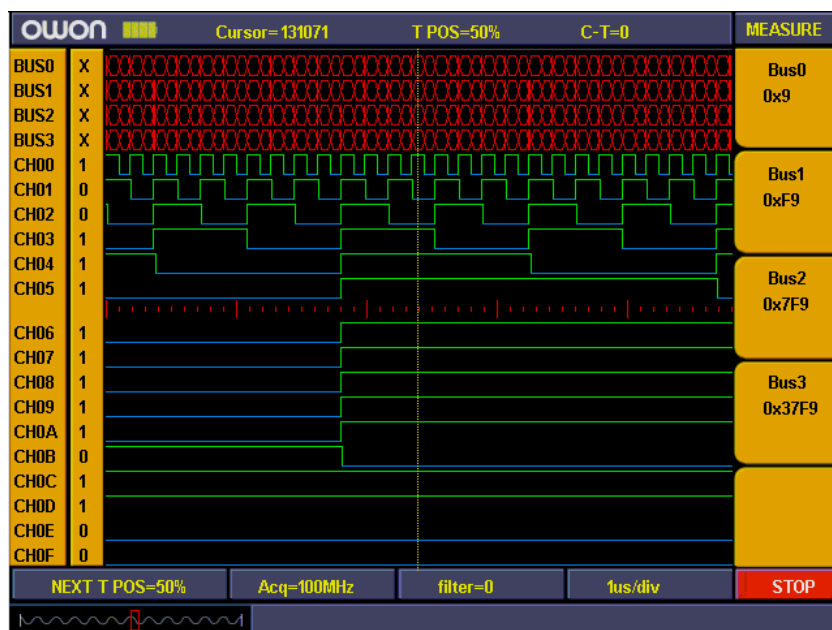 OWON Cursor=131071 T POS=50% C-T=0 MEASURE
BUS0 X
BUS1 X
BUS2 X
BUS3 X
CH00 1
CH01 0
CH02 0
CH03 1
CH04 1
CH05 1
CH06 1
CH07 1
CH08 1
CH09 1
CH0A 1
CH0B 0
CH0C 1
CH0D 1
CH0E 0
CH0F 0
Bus0
0x9
Bus1
0xF9
Bus2
0x7F9
Bus3
0x37F9
NEXT T POS=50% Acq=100MHz filter=0 1us/div STOP